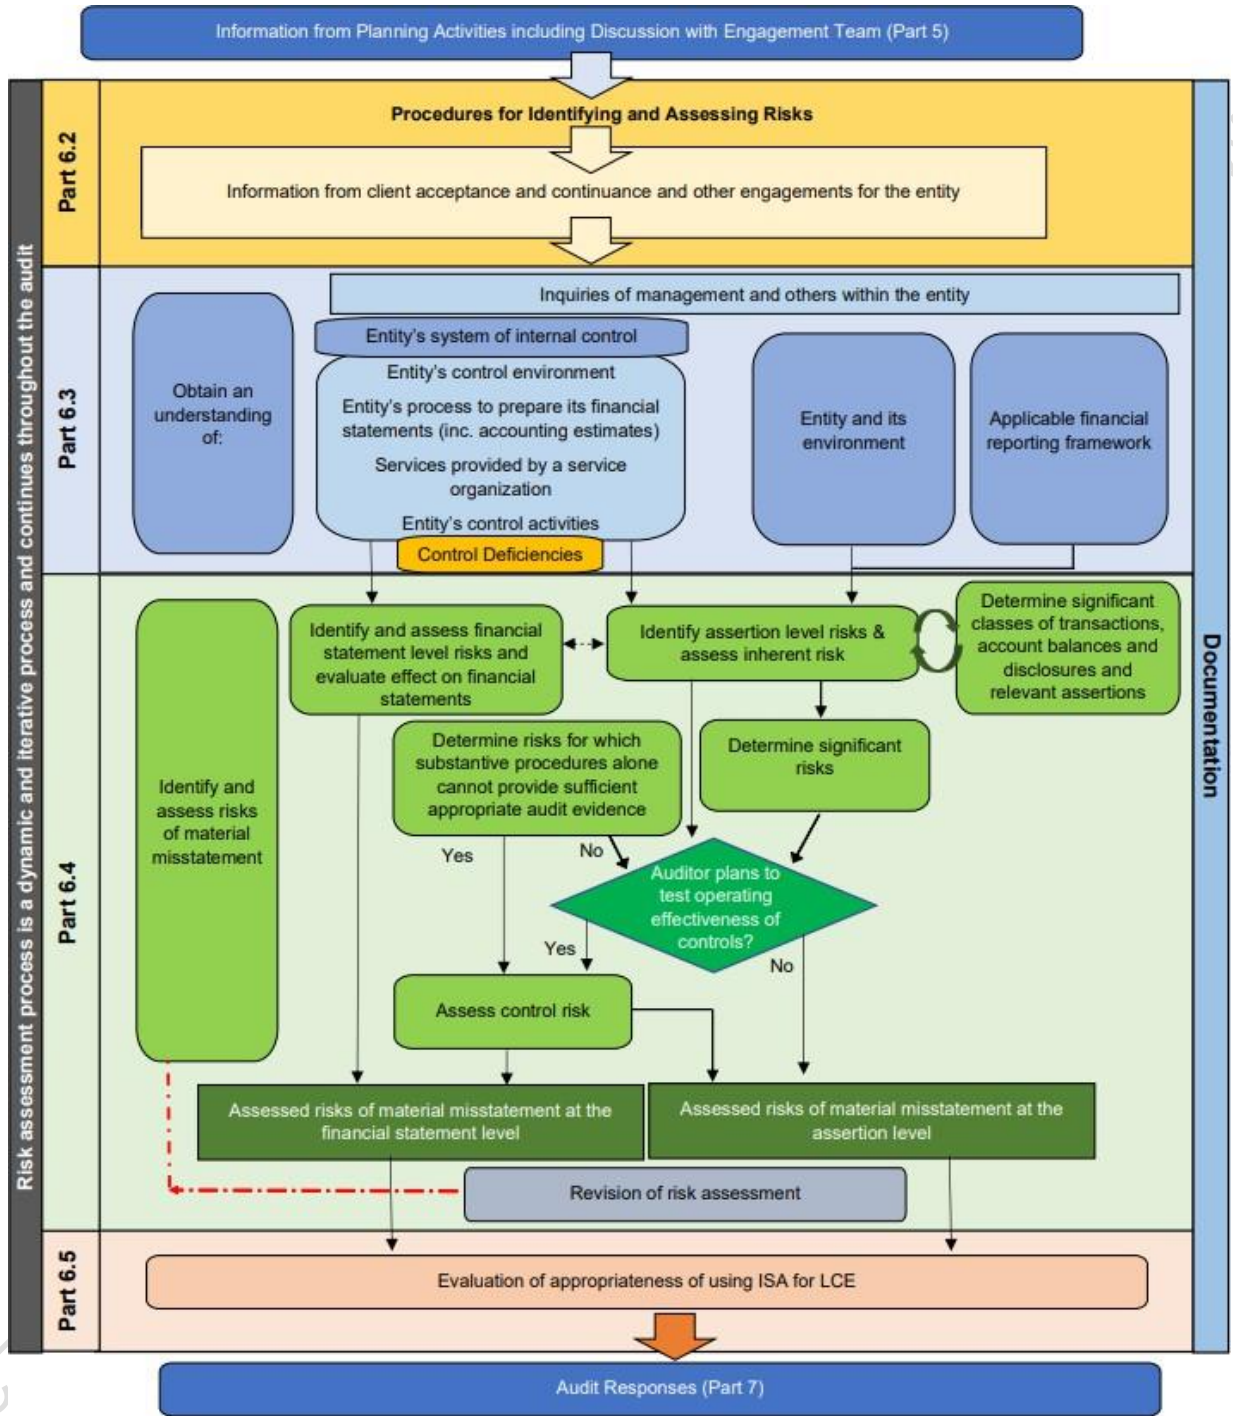 Information from Planning Activities including Discussion with Engagement Team (Part 5)
Risk assessment process is a dynamic and iterative process and continues throughout the audit
Documentation
Part 6.2
Procedures for Identifying and Assessing Risks
Information from client acceptance and continuance and other engagements for the entity
Part 6.3
Inquiries of management and others within the entity
Obtain an
understanding
of:
Entity's system of internal control
Entity's control environment
Entity's process to prepare its financial
statements (inc. accounting estimates)
Services provided by a service
organization
Entity's control activities
Control Deficiencies
Entity and its
environment
Applicable financial
reporting framework
Part 6.4
Identify and
assess risks
of material
misstatement
Identify and assess financial
statement level risks and
evaluate effect on financial
statements
Identify assertion level risks &
assess inherent risk
Determine significant
classes of transactions,
account balances and
disclosures and
relevant assertions
Determine risks for which
substantive procedures alone
cannot provide sufficient
appropriate audit evidence
Determine significant
risks
Yes
No
Auditor plans to
test operating
effectiveness of
controls?
Yes
No
Assess control risk
Assessed risks of material misstatement at the
financial statement level
Assessed risks of material misstatement at the
assertion level
Revision of risk assessment
Part 6.5
Evaluation of appropriateness of using ISA for LCE
Audit Responses (Part 7)